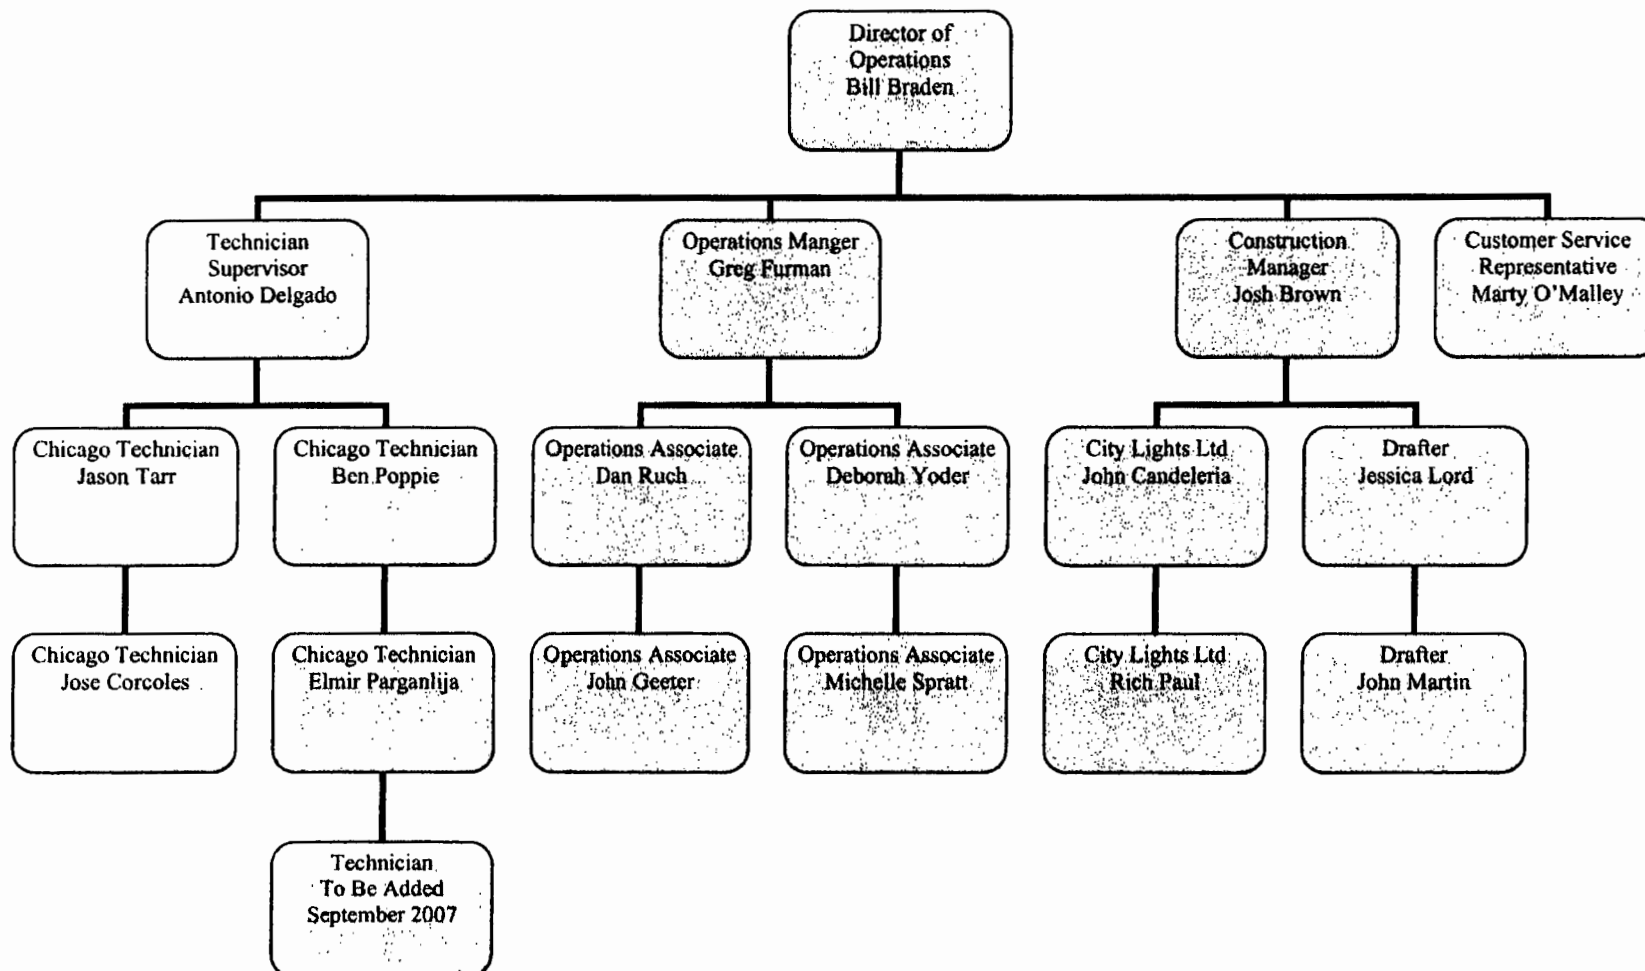 Director of
Operations
Bill Braden
Technician
Supervisor
Antonio Delgado
Operations Manger
Greg Furman
Construction
Manager
Josh Brown
Customer Service
Representative
Marty O'Malley
Chicago Technician
Jason Tarr
Chicago Technician
Ben Poppie
Operations Associate
Dan Ruch
Operations Associate
Deborah Yoder
City Lights Ltd
John Candeleria
Drafter
Jessica Lord
Chicago Technician
Jose Corcoles
Chicago Technician
Elmir Parganlija
Operations Associate
John Geeter
Operations Associate
Michelle Spratt
City Lights Ltd
Rich Paul
Drafter
John Martin
Technician
To Be Added
September 2007